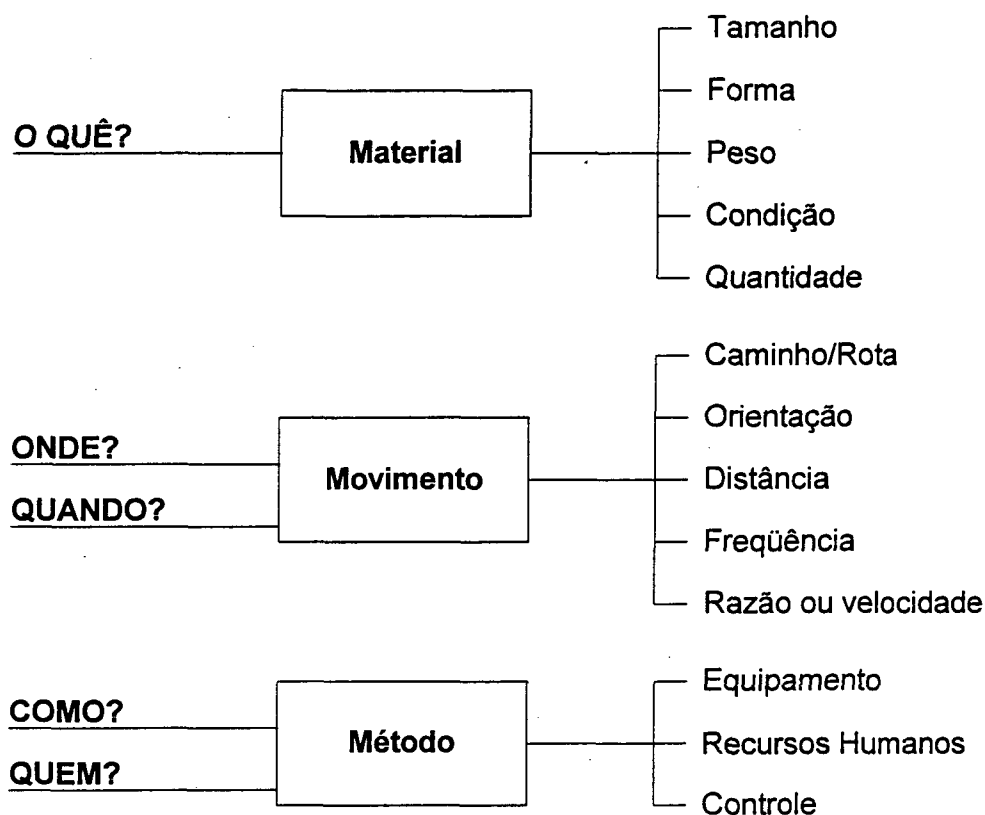 O QUÊ?
Material
Tamanho
Forma
Peso
Condição
Quantidade
ONDE?
QUANDO?
Movimento
Caminho/Rota
Orientação
Distância
Freqüência
Razão ou velocidade
COMO?
QUEM?
Método
Equipamento
Recursos Humanos
Controle